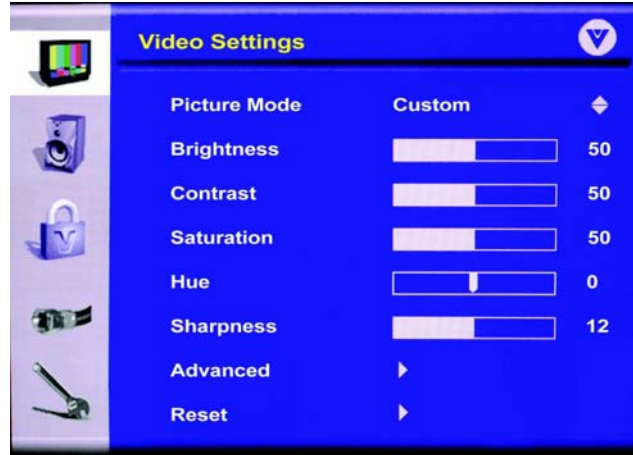 Video Settings
V
Picture Mode Custom
Brightness 50
Contrast 50
Saturation 50
Hue 0
Sharpness 12
Advanced
Reset